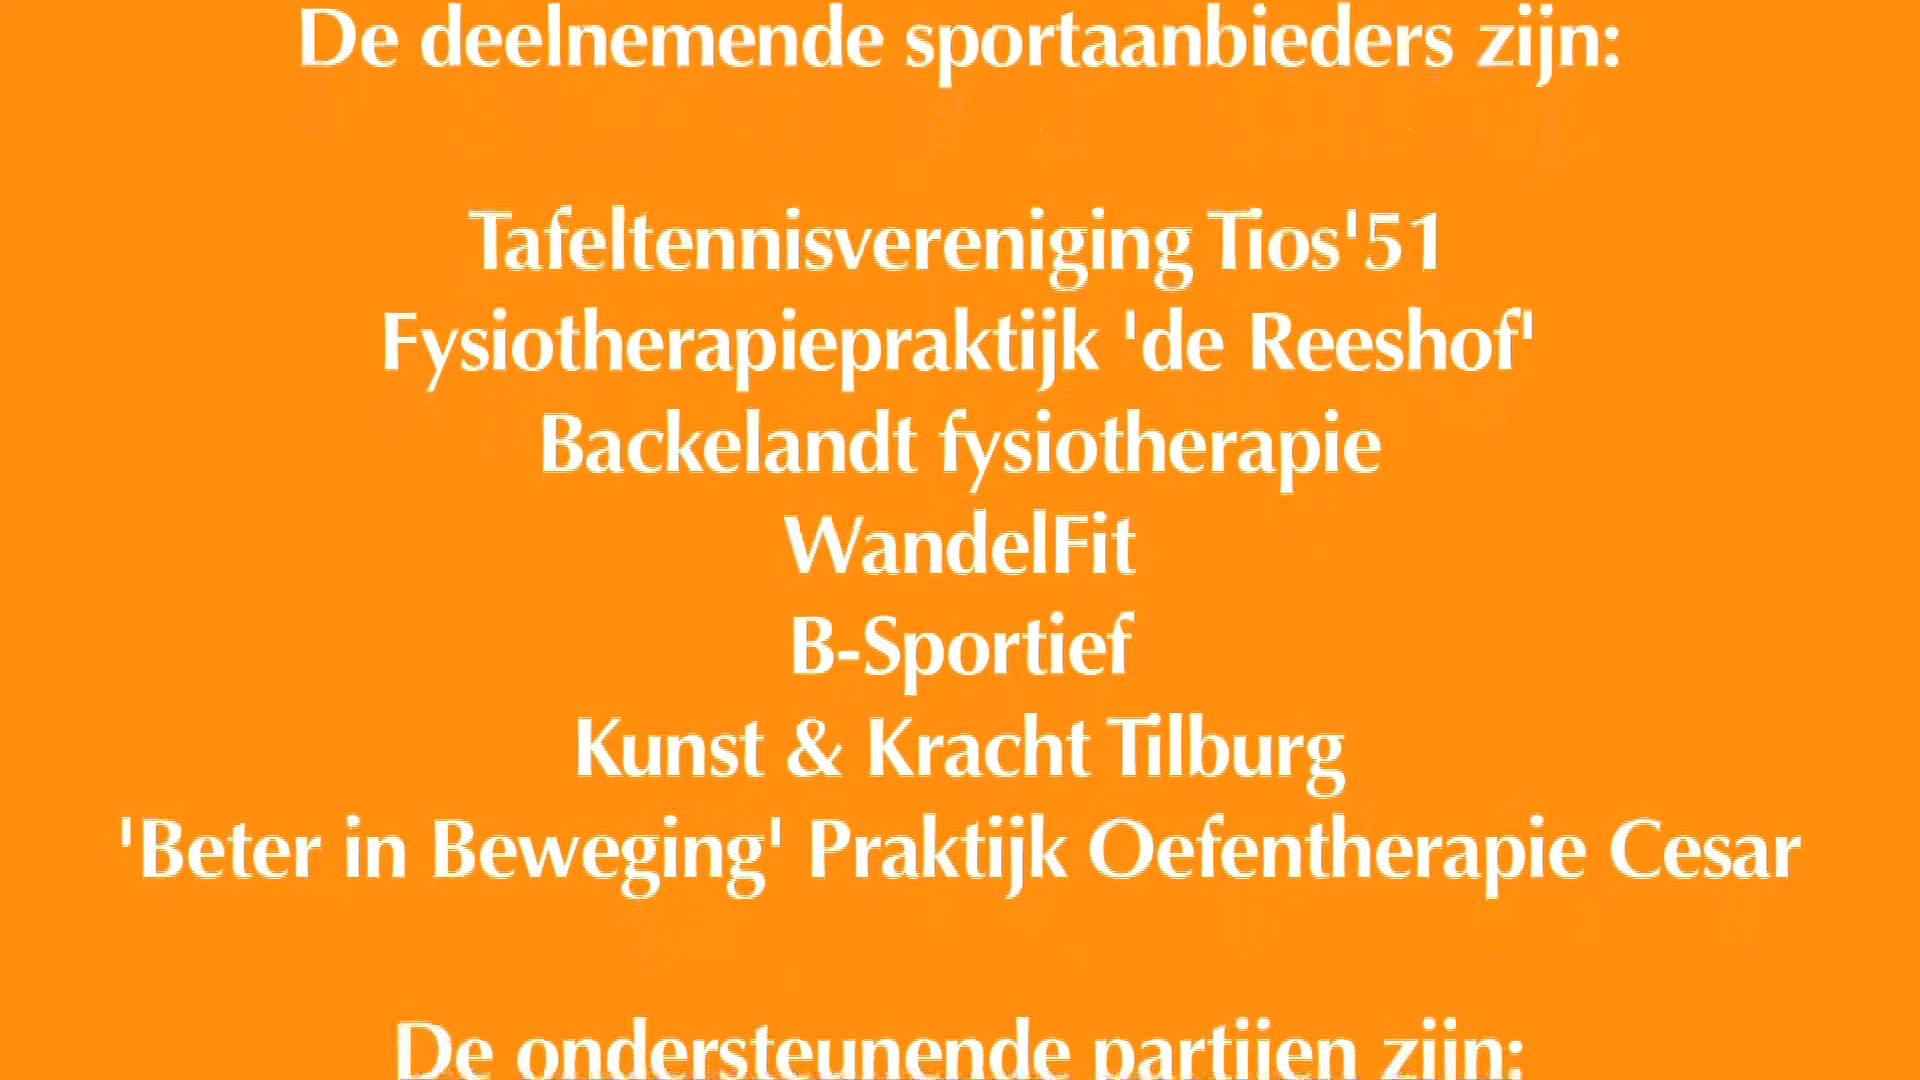 De deelnemende sportaanbieders zijn:
Tafeltennisvereniging Tios'51
Fysiotherapiepraktijk 'de Reeshof'
Backelandt fysiotherapie
WandelFit
B-Sportief
Kunst & Kracht Tilburg
'Beter in Beweging' Praktijk Oefentherapie Cesar
De ondersteunende partijen zijn: